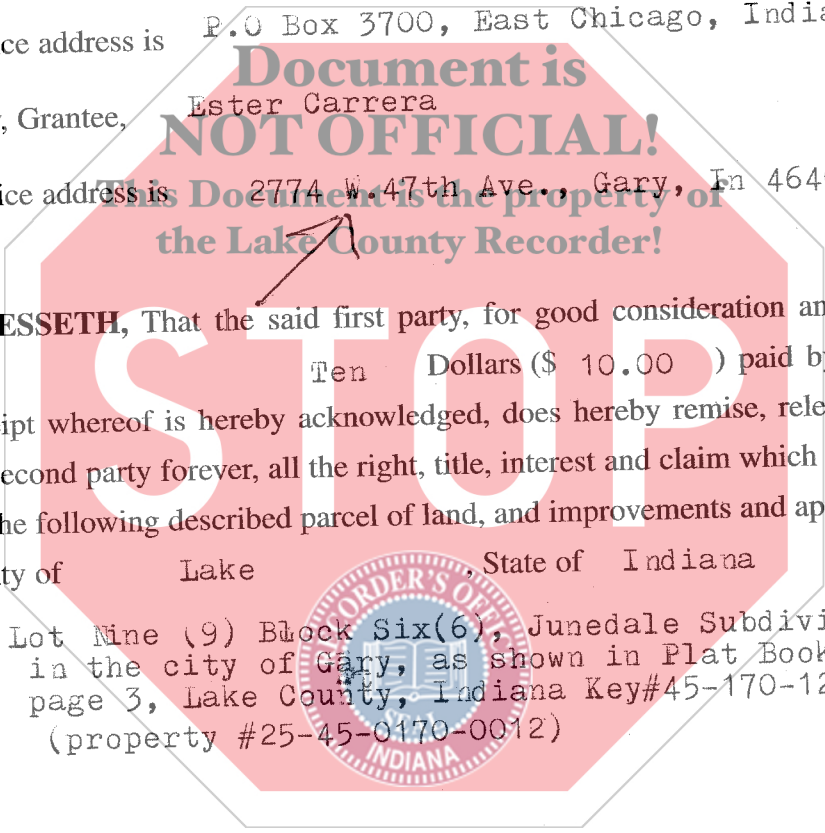 ce address is P.O Box 3700, East Chicago, India
Document is
, Grantee, Ester Carrera
NOT OFFICIAL!
ice address is 2774 W.47th Ave., Gary, In 464
This Document is the property of
the Lake County Recorder!
ESSETH, That the said first party, for good consideration an
Ten Dollars ($ 10.00 ) paid by
ipt whereof is hereby acknowledged, does hereby remise, rele
econd party forever, all the right, title, interest and claim which
he following described parcel of land, and improvements and ap
ty of Lake , State of Indiana
STOP
Lot Nine (9) Block Six(6), Junedale Subdivi
in the city of Gary, as shown in Plat Book
page 3, Lake County, Indiana Key#45-170-12
(property #25-45-0170-0012)
RECORDER'S OFFIC
INDIANA